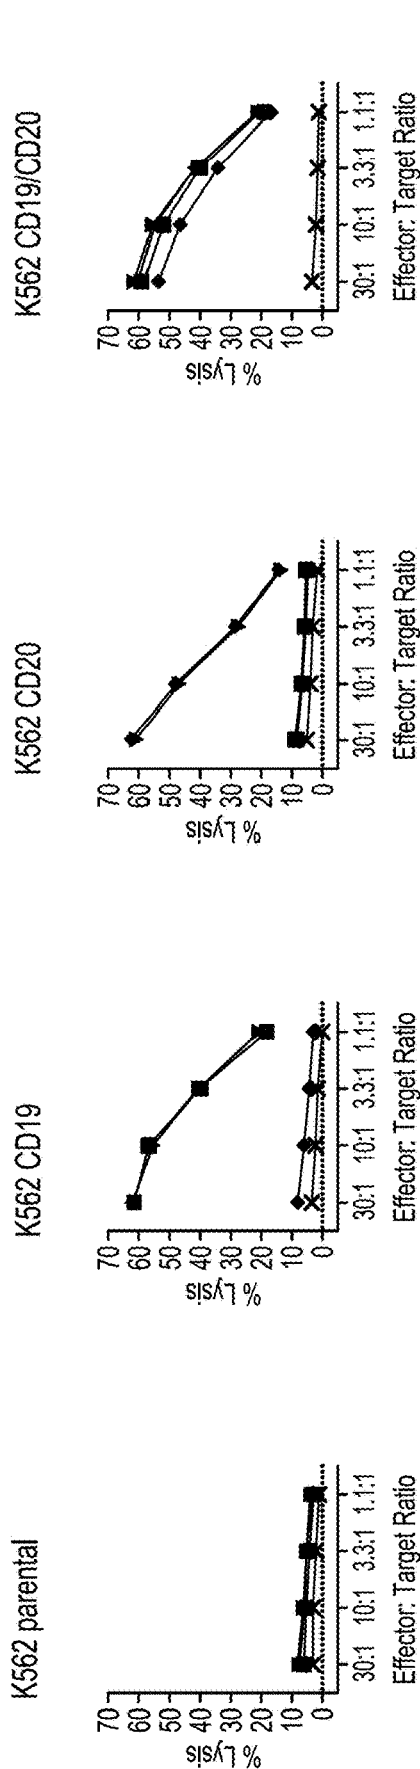 K562 parental
70
60
50
40
30
20
10
0
% Lysis
30:1 10:1 3.3:1 1.1:1
Effector: Target Ratio
K562 CD19
70
60
50
40
30
20
10
0
% Lysis
30:1 10:1 3.3:1 1.1:1
Effector: Target Ratio
K562 CD20
70
60
50
40
30
20
10
0
% Lysis
30:1 10:1 3.3:1 1.1:1
Effector: Target Ratio
K562 CD19/CD20
70
60
50
40
30
20
10
0
% Lysis
30:1 10:1 3.3:1 1.1:1
Effector: Target Ratio